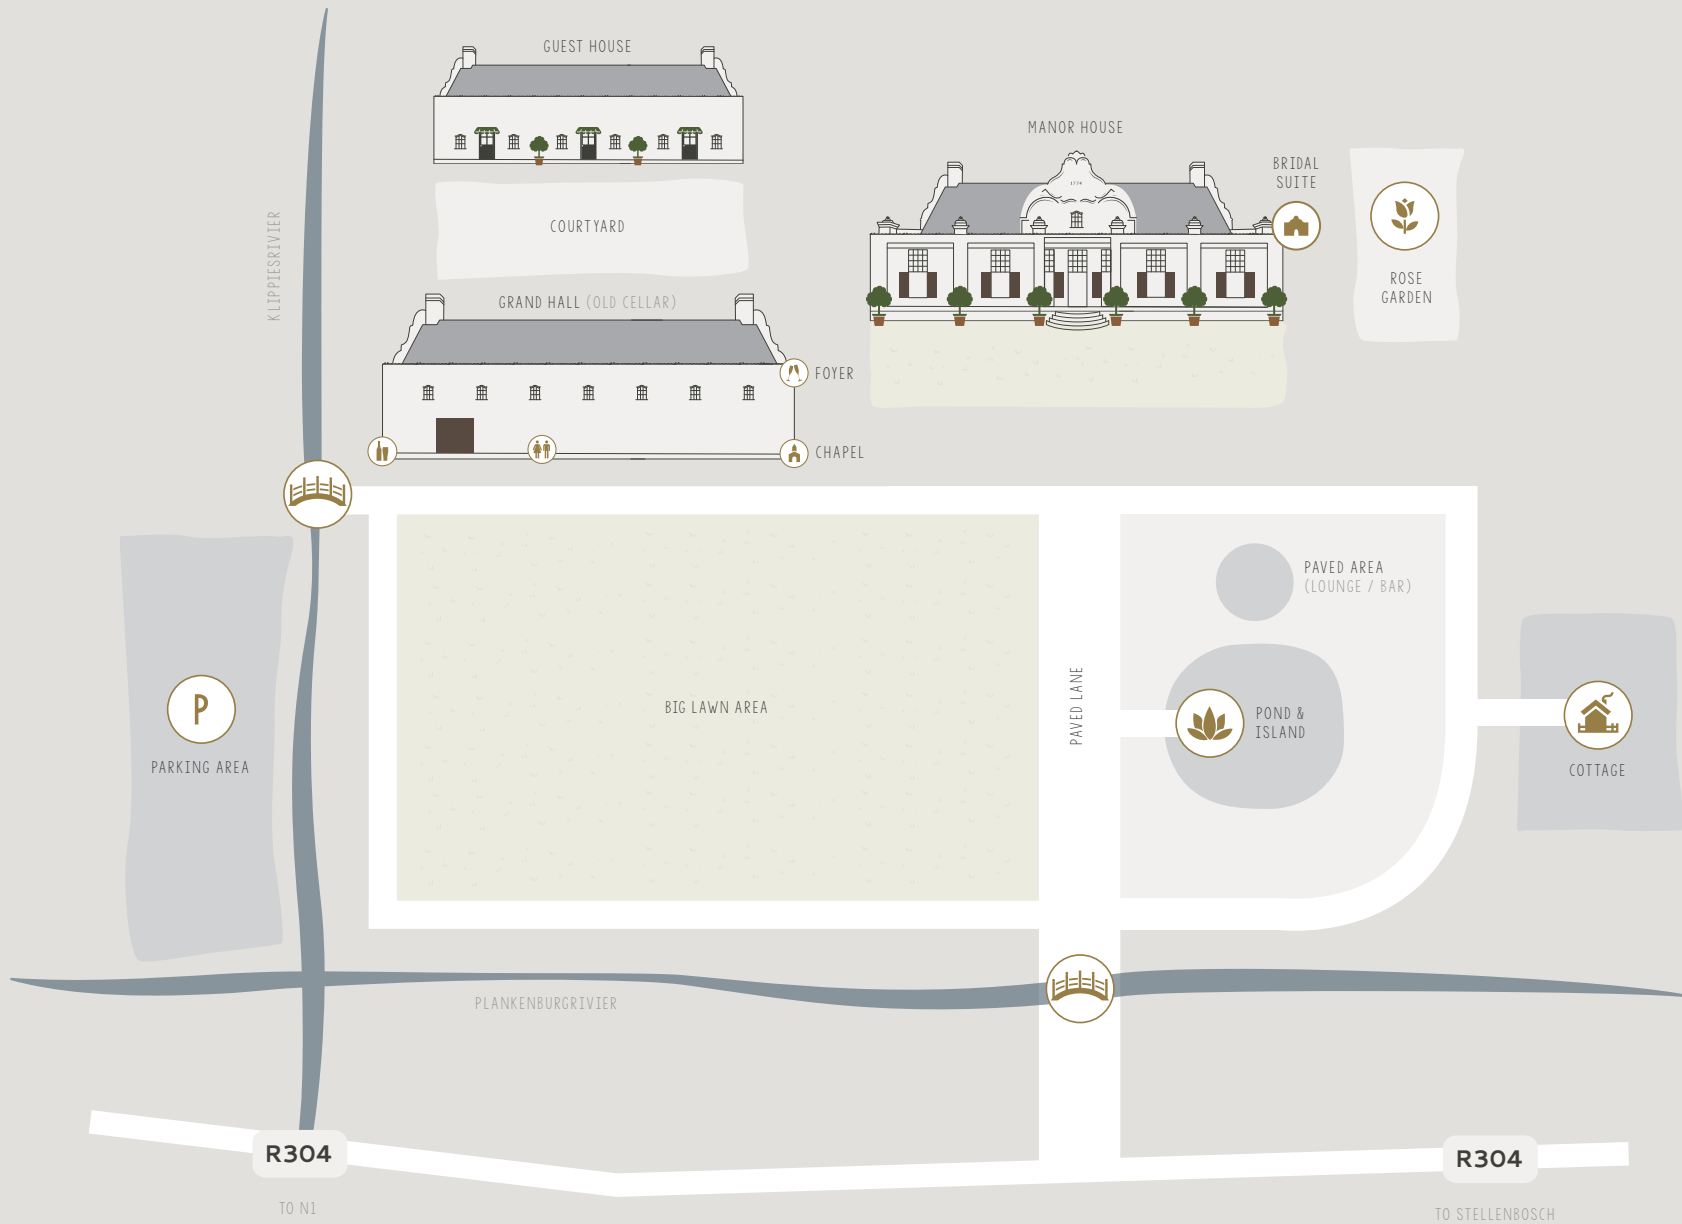 GUEST HOUSE
MANOR HOUSE
1774
BRIDAL
SUITE
KLIPPIESRIVIER
COURTYARD
ROSE
GARDEN
GRAND HALL (OLD CELLAR)
FOYER
CHAPEL
PAVED AREA
(LOUNGE / BAR)
PAVED LANE
BIG LAWN AREA
POND &
ISLAND
P
PARKING AREA
COTTAGE
PLANKENBURGRIVIER
R304
R304
TO N1
TO STELLENBOSCH